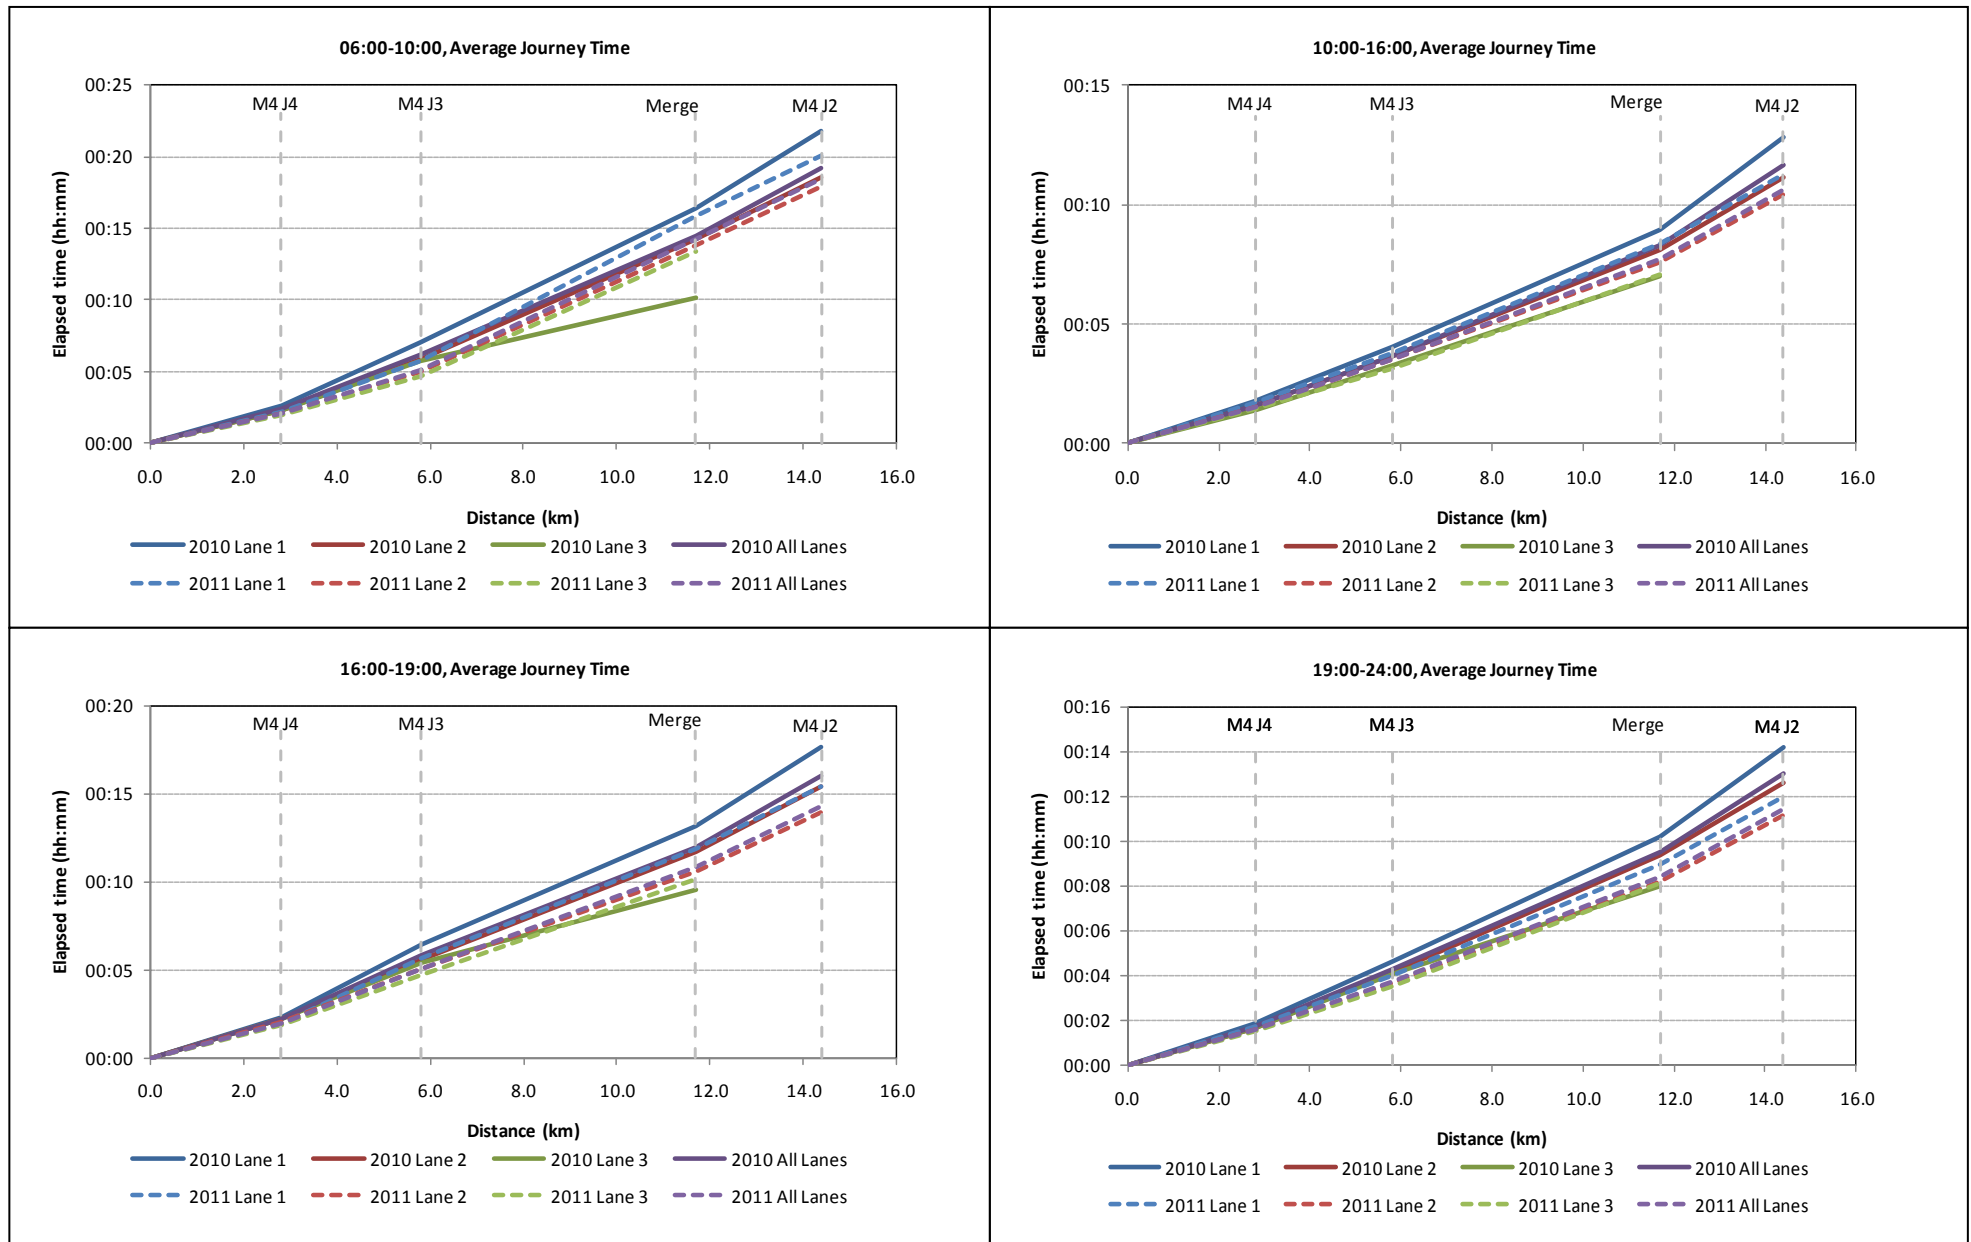 06:00-10:00, Average Journey Time
00:25
00:20
00:15
00:10
00:05
00:00
M4 J4
M4 J3
Merge
M4 J2
Elapsed time (hh:mm)
0.0 2.0 4.0 6.0 8.0 10.0 12.0 14.0 16.0
Distance (km)
2010 Lane 1 2010 Lane 2 2010 Lane 3 2010 All Lanes
2011 Lane 1 2011 Lane 2 2011 Lane 3 2011 All Lanes
10:00-16:00, Average Journey Time
00:15
00:10
00:05
00:00
M4 J4
M4 J3
Merge
M4 J2
Elapsed time (hh:mm)
0.0 2.0 4.0 6.0 8.0 10.0 12.0 14.0 16.0
Distance (km)
2010 Lane 1 2010 Lane 2 2010 Lane 3 2010 All Lanes
2011 Lane 1 2011 Lane 2 2011 Lane 3 2011 All Lanes
16:00-19:00, Average Journey Time
00:20
00:15
00:10
00:05
00:00
M4 J4
M4 J3
Merge
M4 J2
Elapsed time (hh:mm)
0.0 2.0 4.0 6.0 8.0 10.0 12.0 14.0 16.0
Distance (km)
2010 Lane 1 2010 Lane 2 2010 Lane 3 2010 All Lanes
2011 Lane 1 2011 Lane 2 2011 Lane 3 2011 All Lanes
19:00-24:00, Average Journey Time
00:16
00:14
00:12
00:10
00:08
00:06
00:04
00:02
00:00
M4 J4
M4 J3
Merge
M4 J2
Elapsed time (hh:mm)
0.0 2.0 4.0 6.0 8.0 10.0 12.0 14.0 16.0
Distance (km)
2010 Lane 1 2010 Lane 2 2010 Lane 3 2010 All Lanes
2011 Lane 1 2011 Lane 2 2011 Lane 3 2011 All Lanes